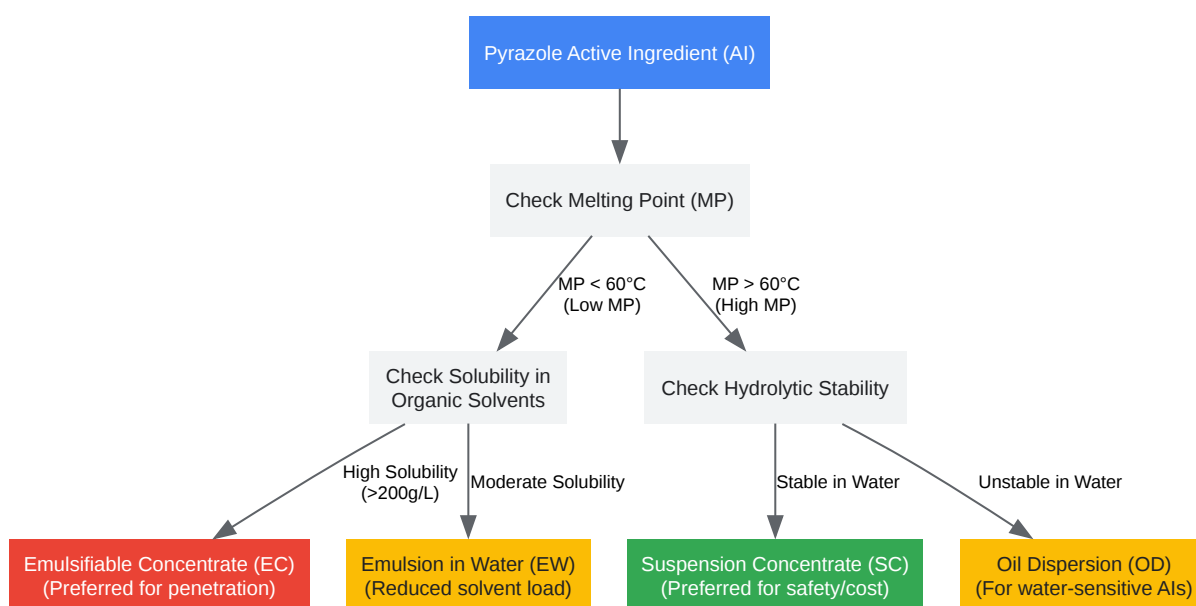 Pyrazole Active Ingredient (AI)
Check Melting Point (MP)
MP < 60°C
(Low MP)
MP > 60°C
(High MP)
Check Solubility in
Organic Solvents
Check Hydrolytic Stability
High Solubility
(>200g/L)
Moderate Solubility
Stable in Water
Unstable in Water
Emulsifiable Concentrate (EC)
(Preferred for penetration)
Emulsion in Water (EW)
(Reduced solvent load)
Suspension Concentrate (SC)
(Preferred for safety/cost)
Oil Dispersion (OD)
(For water-sensitive AIs)